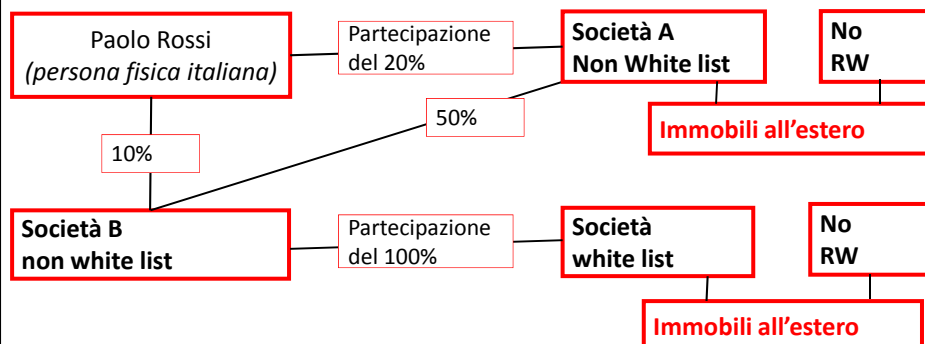 Paolo Rossi
(persona fisica italiana)
Partecipazione
del 20%
Società A
Non White list
No
RW
Immobili all’estero
50%
10%
Società B
non white list
Partecipazione
del 100%
Società
white list
No
RW
Immobili all’estero